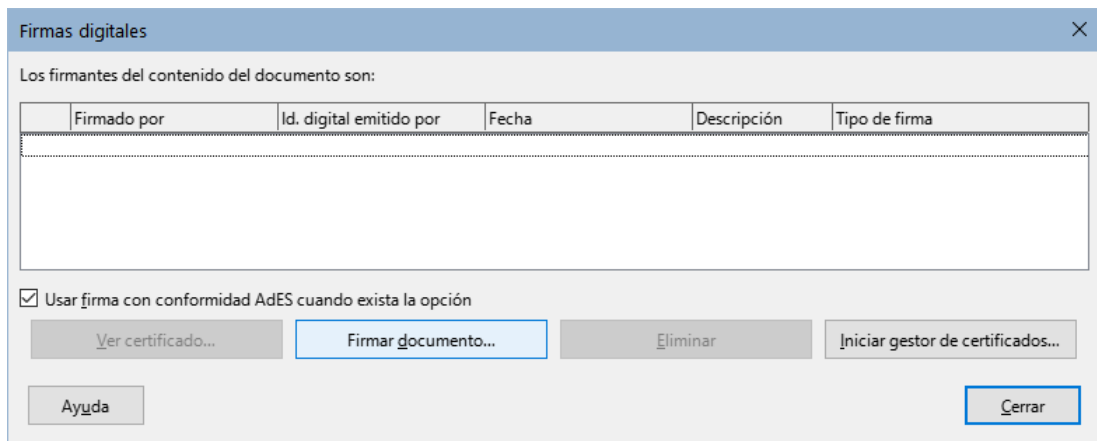 Firmas digitales
Los firmantes del contenido del documento son:
Firmado por Id. digital emitido por Fecha Descripción Tipo de firma
Usar firma con conformidad AdES cuando exista la opción
Ver certificado... Firmar documento... Eliminar Iniciar gestor de certificados...
Ayuda Cerrar